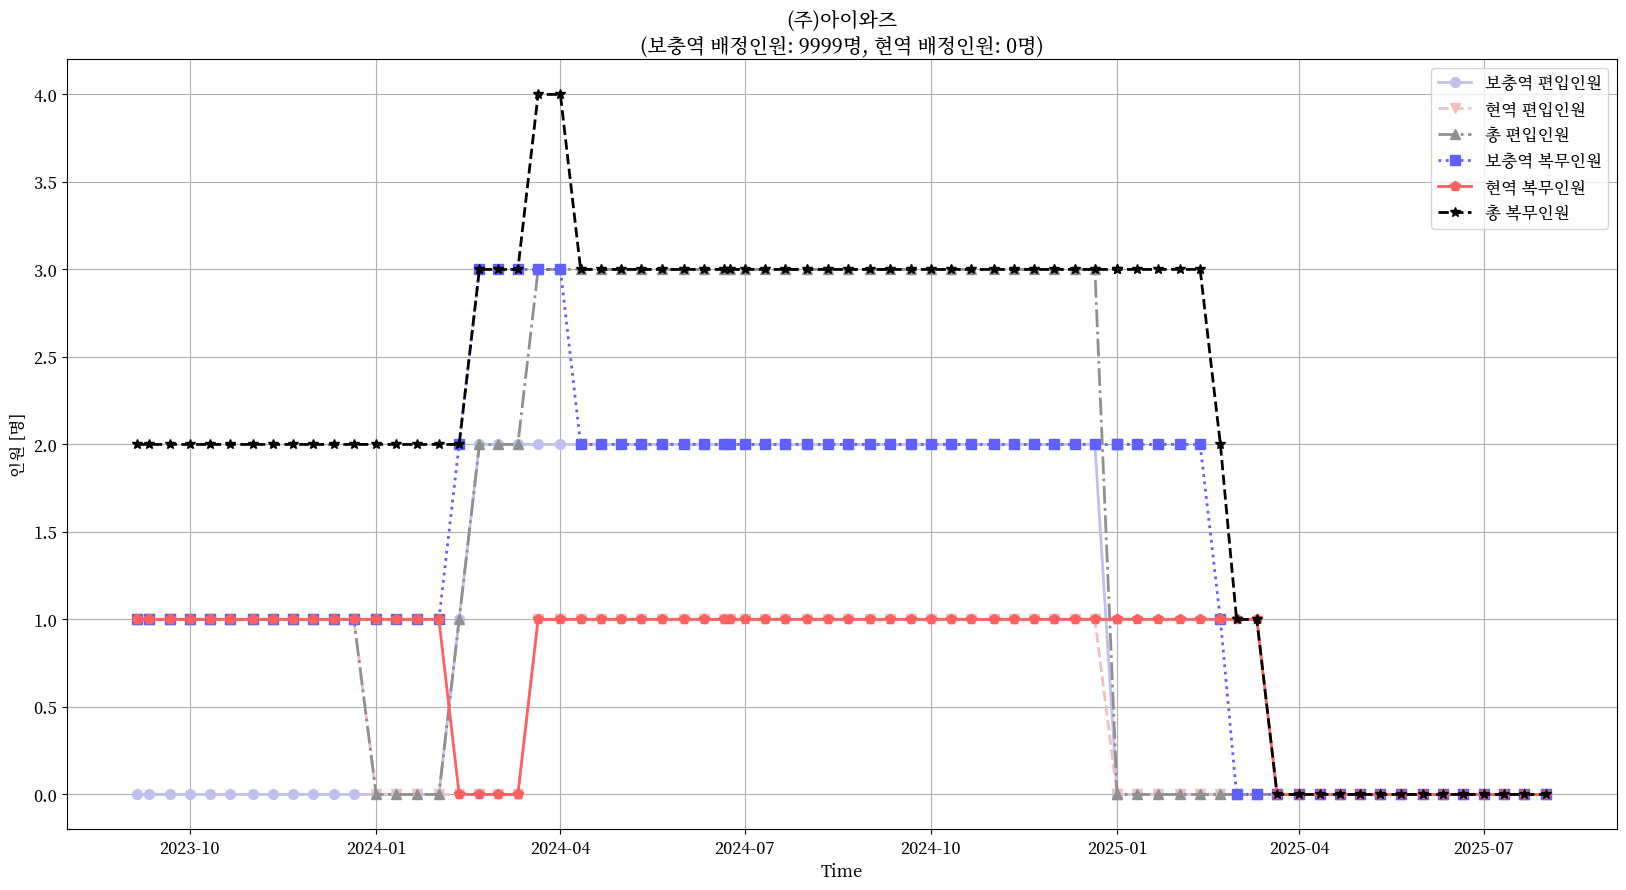 (주)아이와즈
(보충역 배정인원: 9999명, 현역 배정인원: 0명)
보충역 편입인원
현역 편입인원
총 편입인원
보충역 복무인원
현역 복무인원
총 복무인원
인원 [명]
4.0
3.5
3.0
2.5
2.0
1.5
1.0
0.5
0.0
2023-10 2024-01 2024-04 2024-07 2024-10 2025-01 2025-04 2025-07
Time